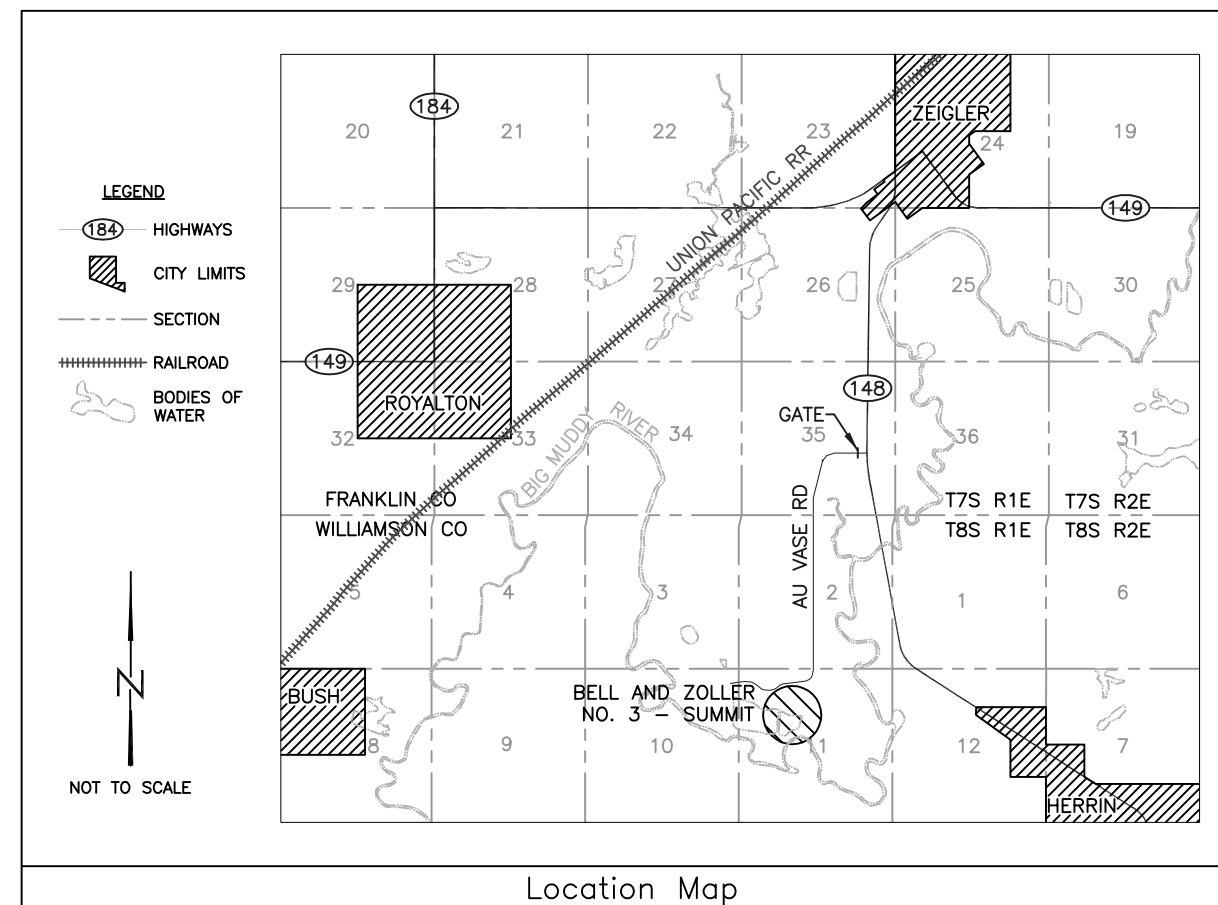 LEGEND
184 HIGHWAYS
CITY LIMITS
SECTION
RAILROAD
BODIES OF
WATER
NOT TO SCALE
184
20
21
22
23
ZEIGLER
24
19
149
UNION PACIFIC RR
29
28
27
26
25
30
149
ROYALTON
148
GATE
32
33
34
35
36
31
BIG MUDDY RIVER
FRANKLIN CO
WILLIAMSON CO
T7S R1E
T7S R2E
T8S R1E
T8S R2E
AU VASE RD
5
4
3
2
1
6
BUSH
BELL AND ZOLLER
NO. 3 – SUMMIT
8
9
10
1
12
7
HERRIN
N
Location Map